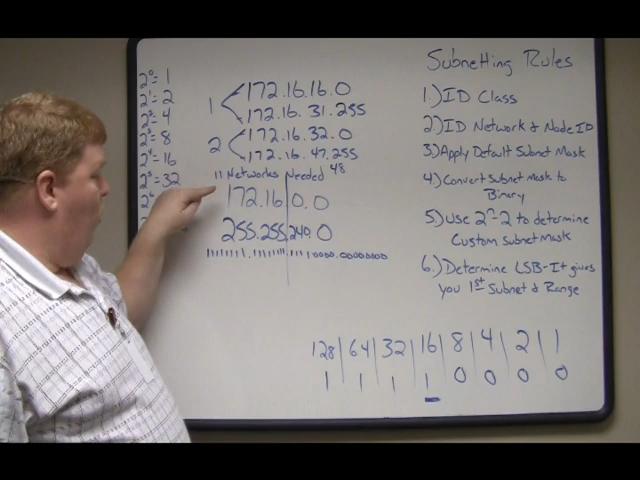 2⁰= 1
2¹= 2
2²= 4
2³= 8
2⁴= 16
2⁵= 32
2⁶
1 172.16.16.0
172.16.31.255
2 172.16.32.0
172.16.47.255
48
11 Networks Needed
172.16 0.0
255.255.240.0
11111111.11111111.11110000.00000000
Subnetting Rules
1.) ID Class
2.) ID Network & Node ID
3.) Apply Default Subnet Mask
4.) Convert Subnet Mask to
Binary
5.) Use 2ⁿ-2 to determine
Custom Subnet Mask
6.) Determine LSB-It gives
you 1st Subnet & Range
128 64 32 16 8 4 2 1
1 1 1 1 0 0 0 0